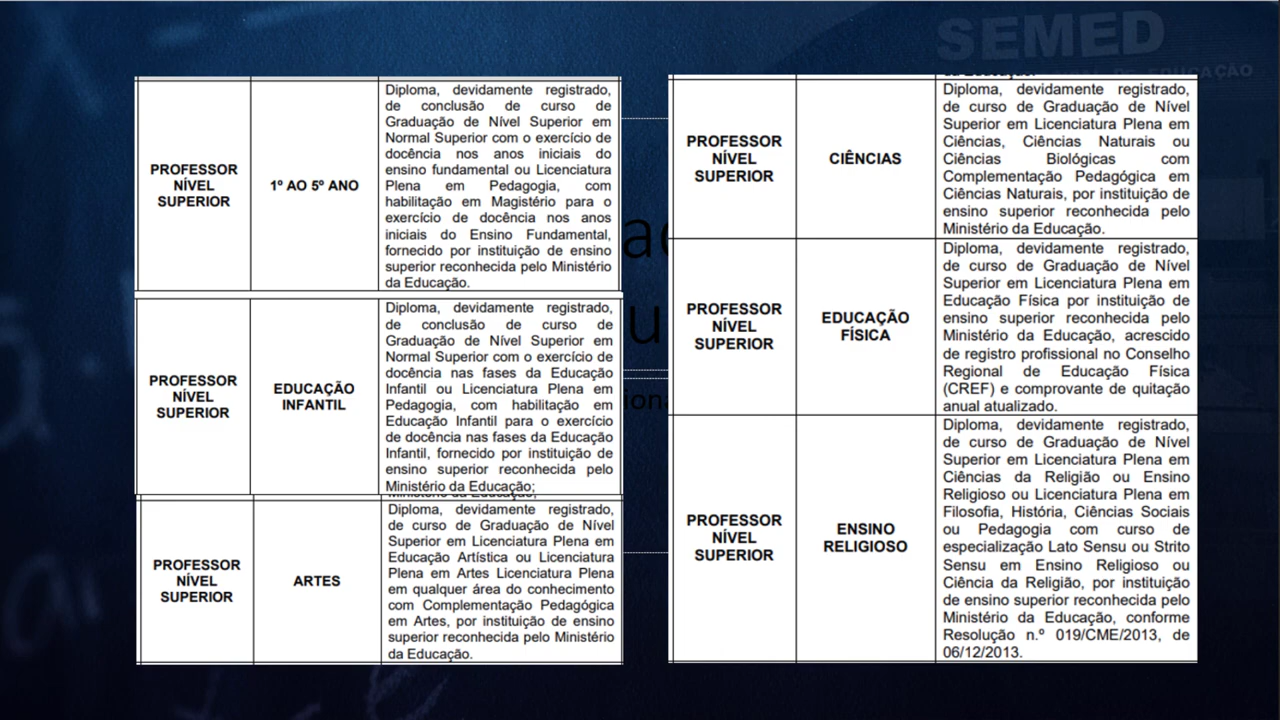 SEMED
PROFESSOR
NÍVEL
SUPERIOR
1º AO 5º ANO
Diploma, devidamente registrado,
de conclusão de curso de
Graduação de Nível Superior em
Normal Superior com o exercício de
docência nos anos iniciais do
ensino fundamental ou Licenciatura
Plena em Pedagogia, com
habilitação em Magistério para o
exercício de docência nos anos
iniciais do Ensino Fundamental,
fornecido por instituição de ensino
superior reconhecida pelo Ministério
da Educação.
PROFESSOR
NÍVEL
SUPERIOR
EDUCAÇÃO
INFANTIL
Diploma, devidamente registrado,
de conclusão de curso de
Graduação de Nível Superior em
Normal Superior com o exercício de
docência nas fases da Educação
Infantil ou Licenciatura Plena em
Pedagogia, com habilitação em
Educação Infantil para o exercício
de docência nas fases da Educação
Infantil, fornecido por instituição de
ensino superior reconhecida pelo
Ministério da Educação;
Ministério da Educação;
PROFESSOR
NÍVEL
SUPERIOR
ARTES
Diploma, devidamente registrado,
de curso de Graduação de Nível
Superior em Licenciatura Plena em
Educação Artística ou Licenciatura
Plena em Artes Licenciatura Plena
em qualquer área do conhecimento
com Complementação Pedagógica
em Artes, por instituição de ensino
superior reconhecida pelo Ministério
da Educação.
da Educação.
PROFESSOR
NÍVEL
SUPERIOR
CIÊNCIAS
Diploma, devidamente registrado,
de curso de Graduação de Nível
Superior em Licenciatura Plena em
Ciências, Ciências Naturais ou
Ciências Biológicas com
Complementação Pedagógica em
Ciências Naturais, por instituição de
ensino superior reconhecida pelo
Ministério da Educação.
PROFESSOR
NÍVEL
SUPERIOR
EDUCAÇÃO
FÍSICA
Diploma, devidamente registrado,
de curso de Graduação de Nível
Superior em Licenciatura Plena em
Educação Física por instituição de
ensino superior reconhecida pelo
Ministério da Educação, acrescido
de registro profissional no Conselho
Regional de Educação Física
(CREF) e comprovante de quitação
anual atualizado.
PROFESSOR
NÍVEL
SUPERIOR
ENSINO
RELIGIOSO
Diploma, devidamente registrado,
de curso de Graduação de Nível
Superior em Licenciatura Plena em
Ciências da Religião ou Ensino
Religioso ou Licenciatura Plena em
Filosofia, História, Ciências Sociais
ou Pedagogia com curso de
especialização Lato Sensu ou Strito
Sensu em Ensino Religioso ou
Ciência da Religião, por instituição
de ensino superior reconhecida pelo
Ministério da Educação, conforme
Resolução n.º 019/CME/2013, de
06/12/2013.